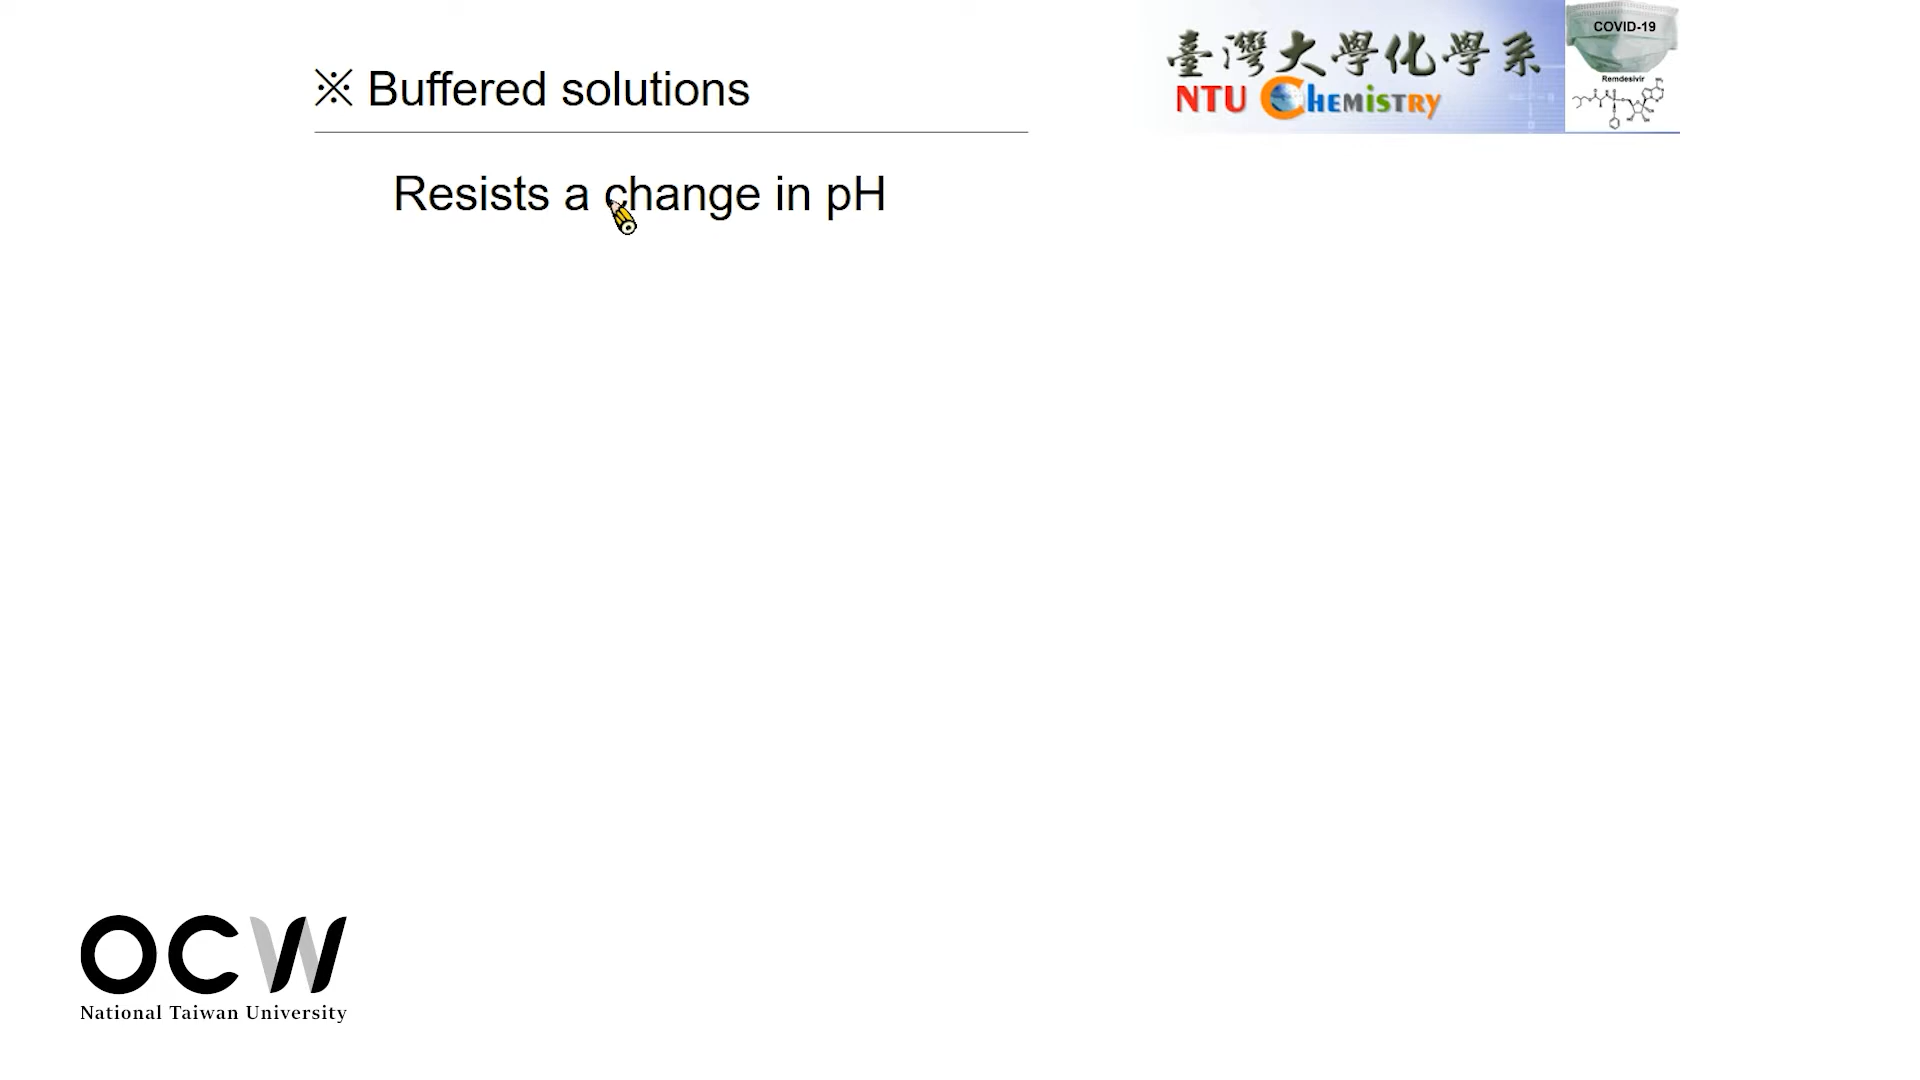 ※ Buffered solutions
臺灣大學化學系
NTU CHEMISTRY
COVID-19
Remdesivir
Resists a change in pH
OCW
National Taiwan University